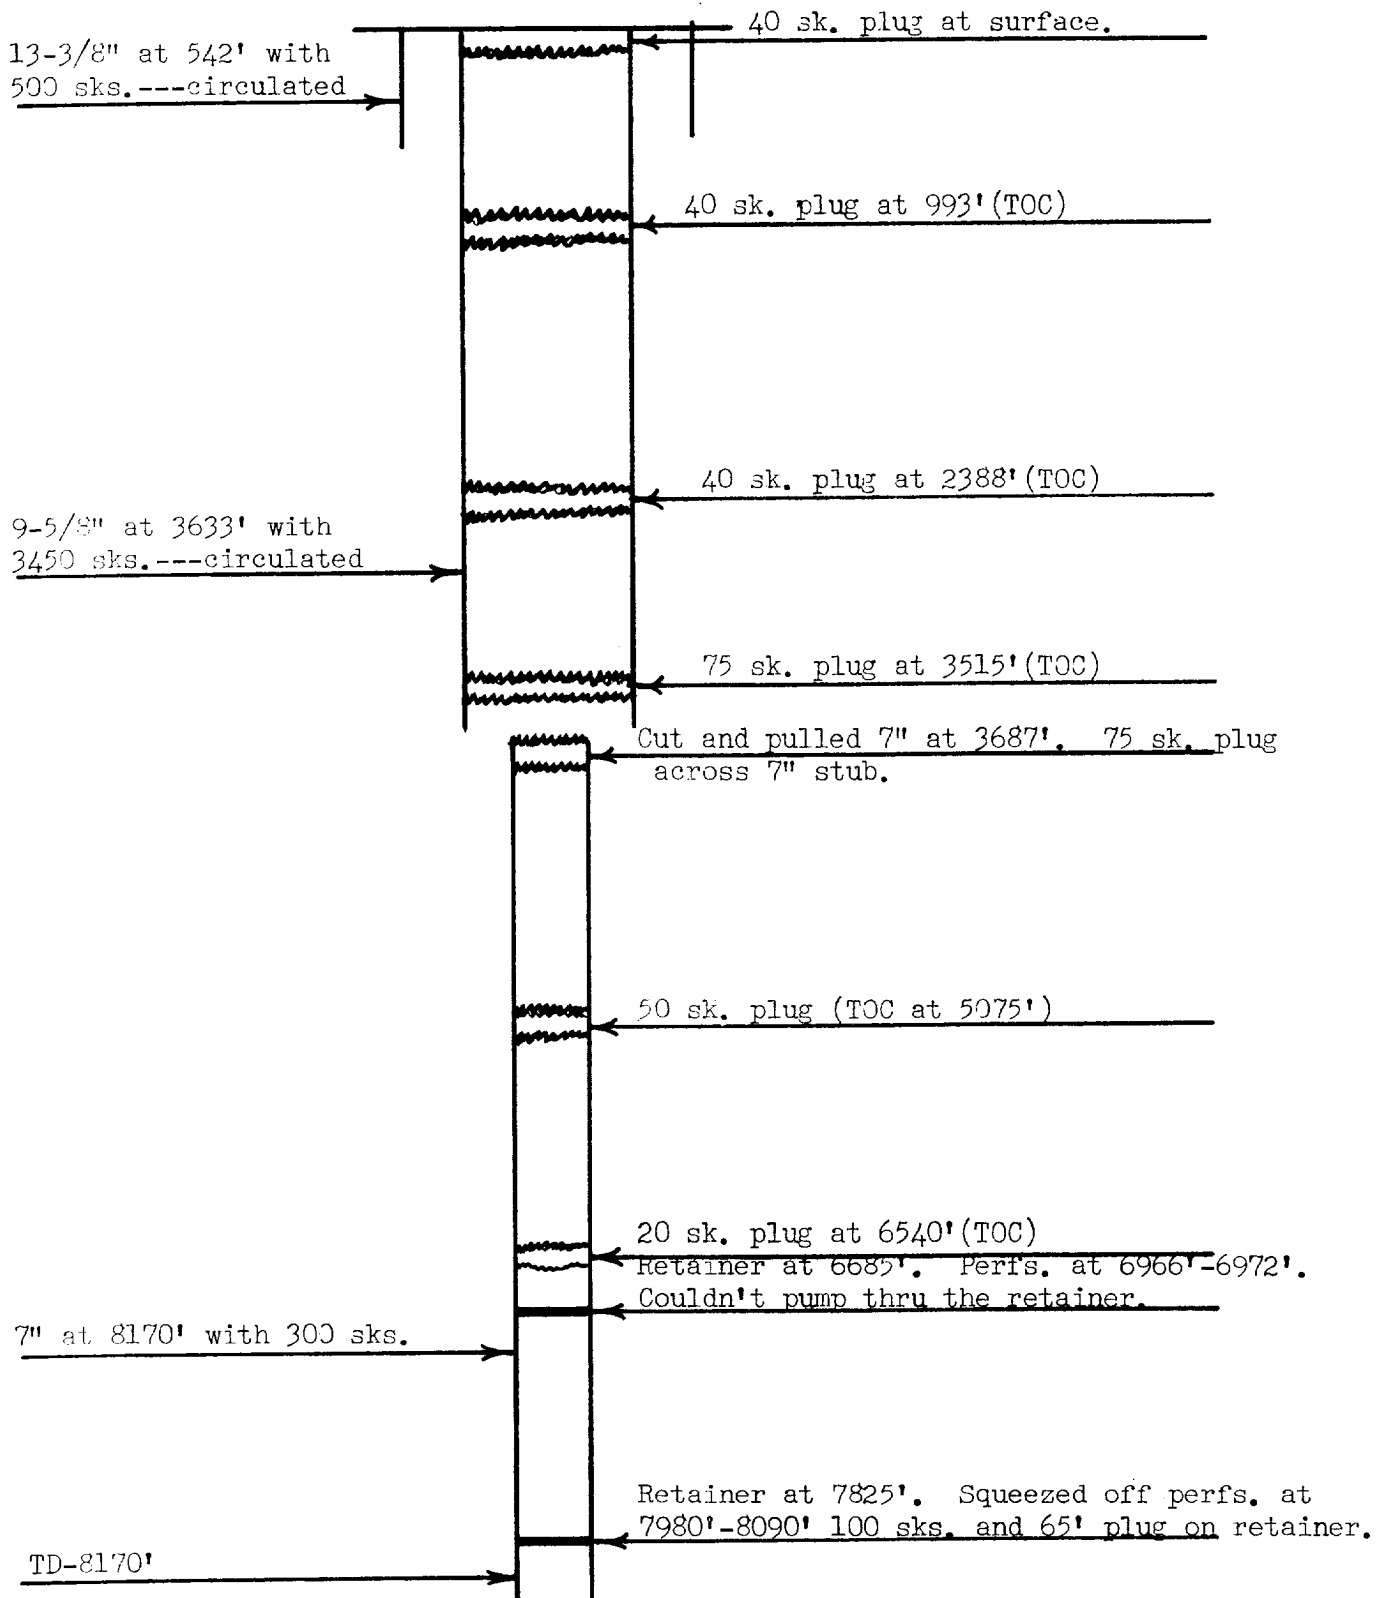 40 sk. plug at surface.
13-3/8" at 542' with
500 sks.---circulated
40 sk. plug at 993'(TOC)
40 sk. plug at 2388'(TOC)
9-5/8" at 3633' with
3450 sks.---circulated
75 sk. plug at 3515'(TOC)
Cut and pulled 7" at 3687'. 75 sk. plug
across 7" stub.
50 sk. plug (TOC at 5075')
20 sk. plug at 6540'(TOC)
Retainer at 6685'. Perfs. at 6966'-6972'.
Couldn't pump thru the retainer.
7" at 8170' with 300 sks.
Retainer at 7825'. Squeezed off perfs. at
7980'-8090' 100 sks. and 65' plug on retainer.
TD-8170'